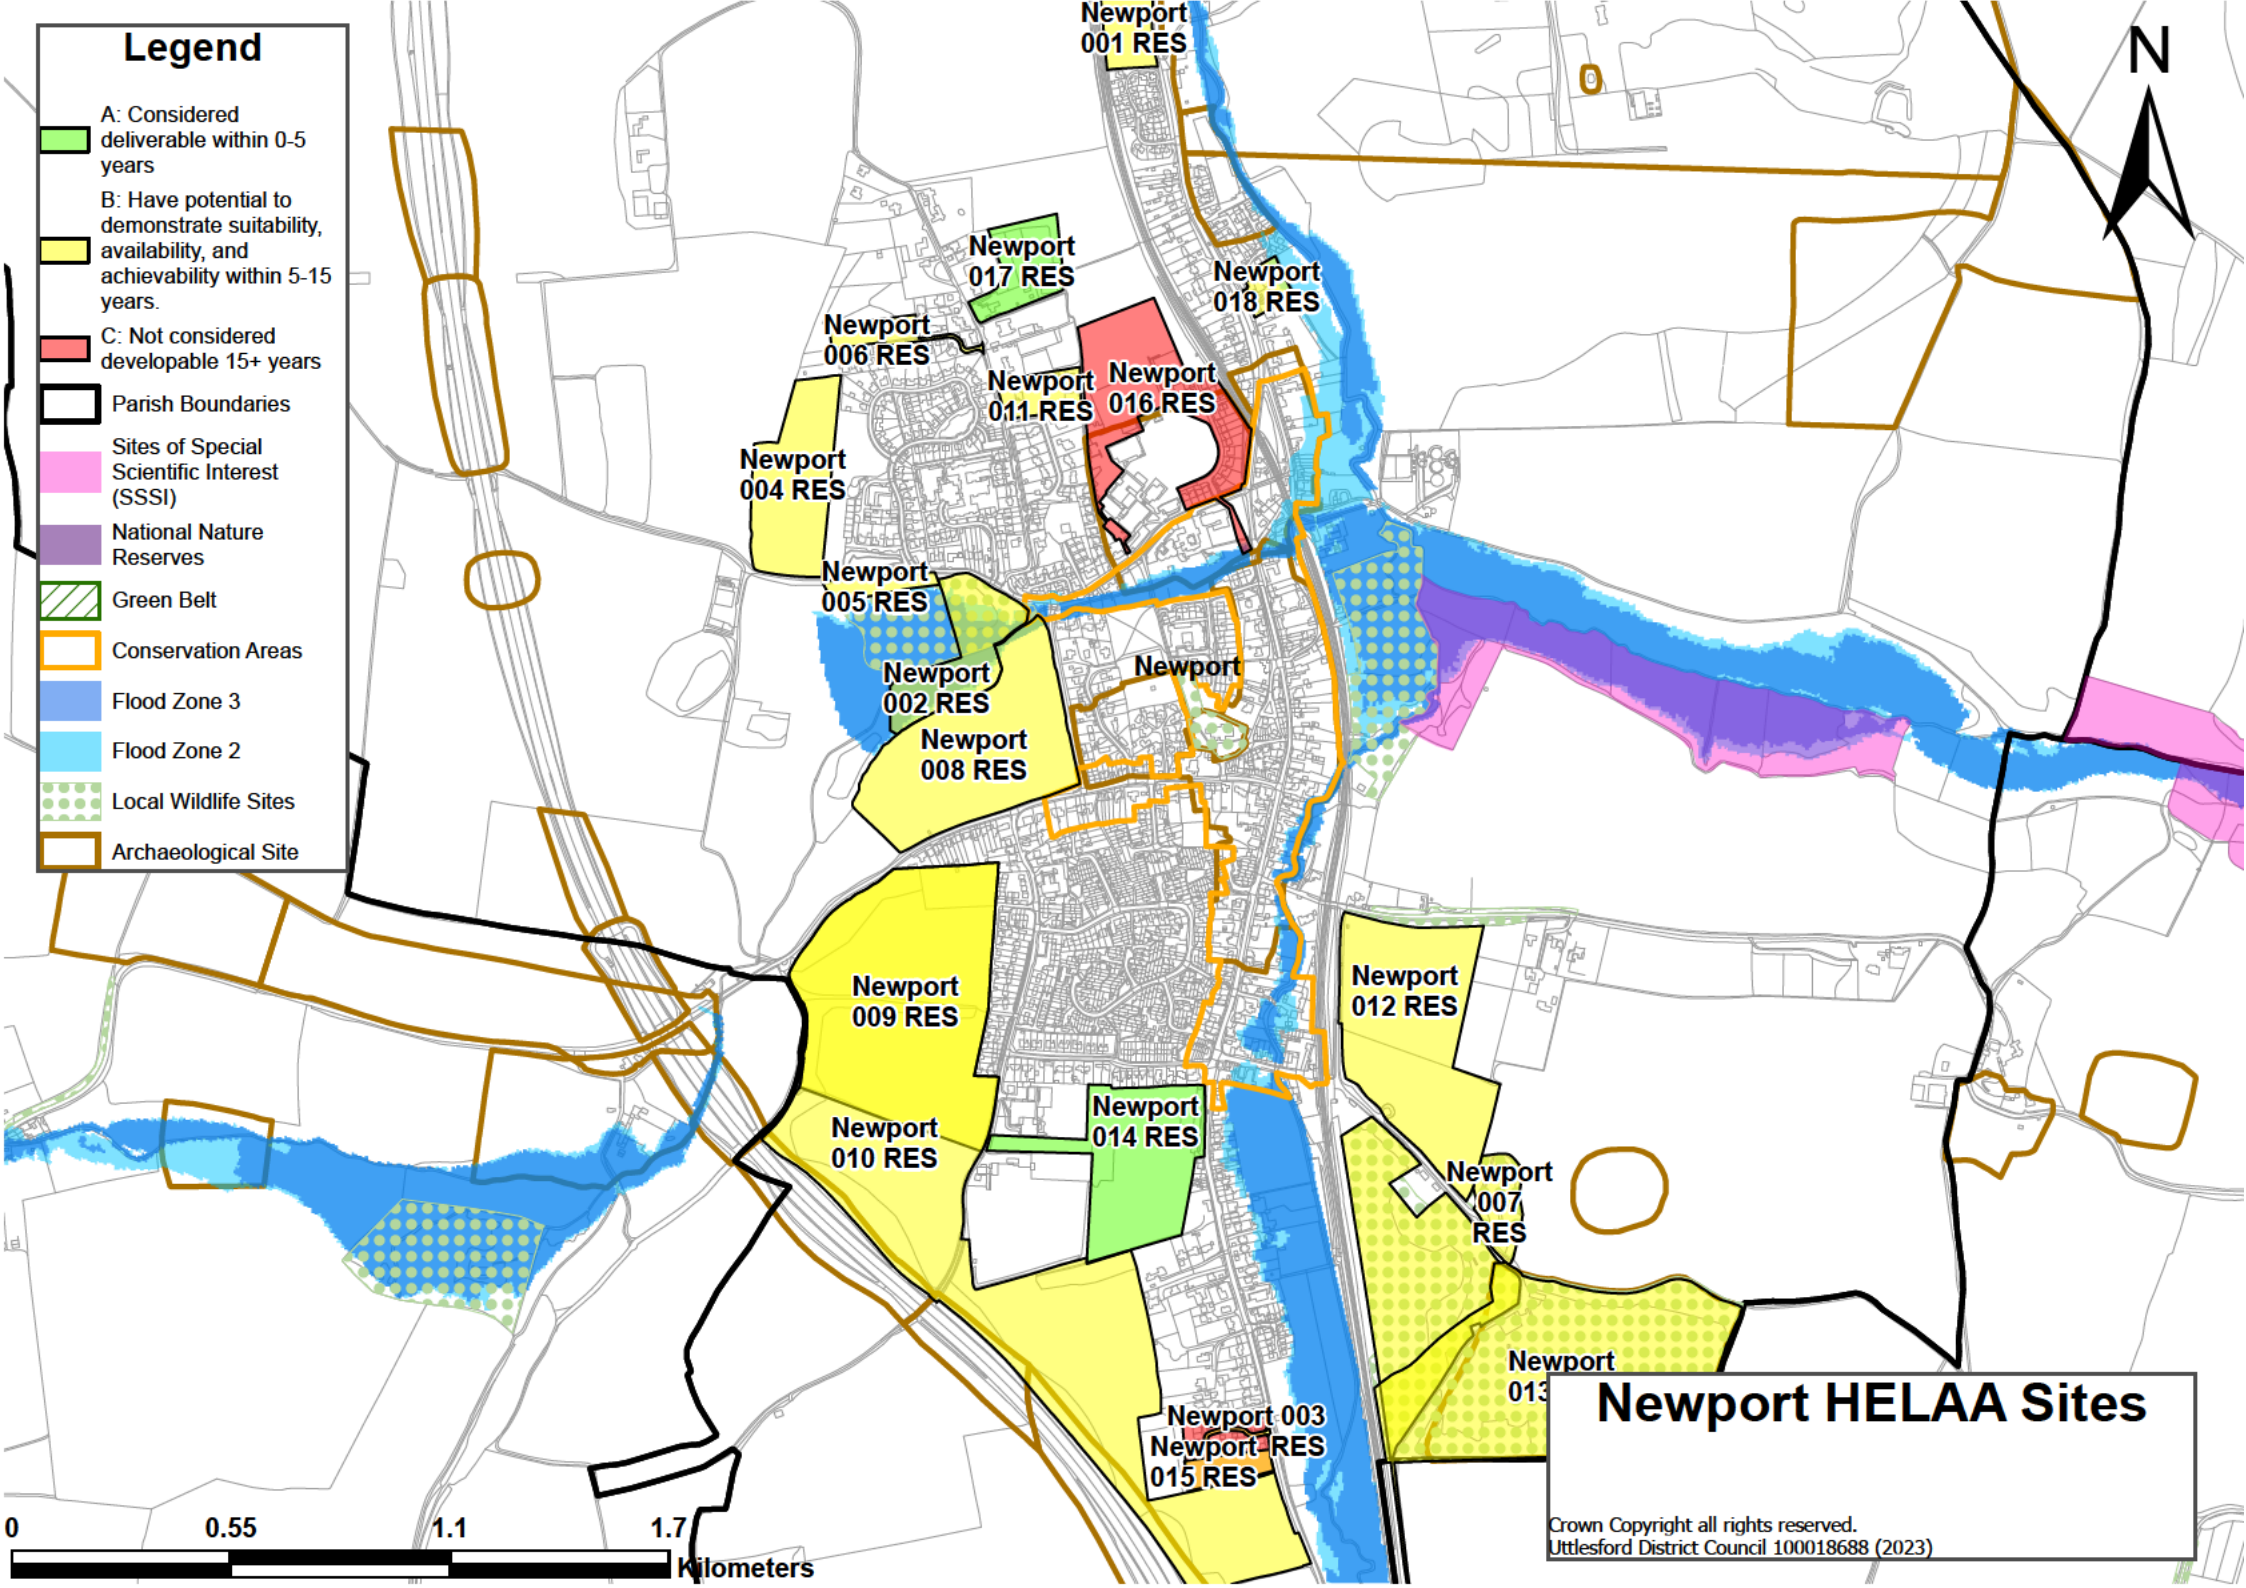 Legend
A: Considered
deliverable within 0-5
years
B: Have potential to
demonstrate suitability,
availability, and
achievability within 5-15
years.
C: Not considered
developable 15+ years
Parish Boundaries
Sites of Special
Scientific Interest
(SSSI)
National Nature
Reserves
Green Belt
Conservation Areas
Flood Zone 3
Flood Zone 2
Local Wildlife Sites
Archaeological Site
N
Newport
001 RES
Newport
017 RES
Newport
018 RES
Newport
006 RES
Newport
011 RES
Newport
016 RES
Newport
004 RES
Newport
005 RES
Newport
Newport
002 RES
Newport
008 RES
Newport
009 RES
Newport
012 RES
Newport
014 RES
Newport
010 RES
Newport
007
RES
Newport
013
Newport 003
RES
Newport
015 RES
Newport HELAA Sites
Crown Copyright all rights reserved.
Uttlesford District Council 100018688 (2023)
0 0.55 1.1 1.7
Kilometers